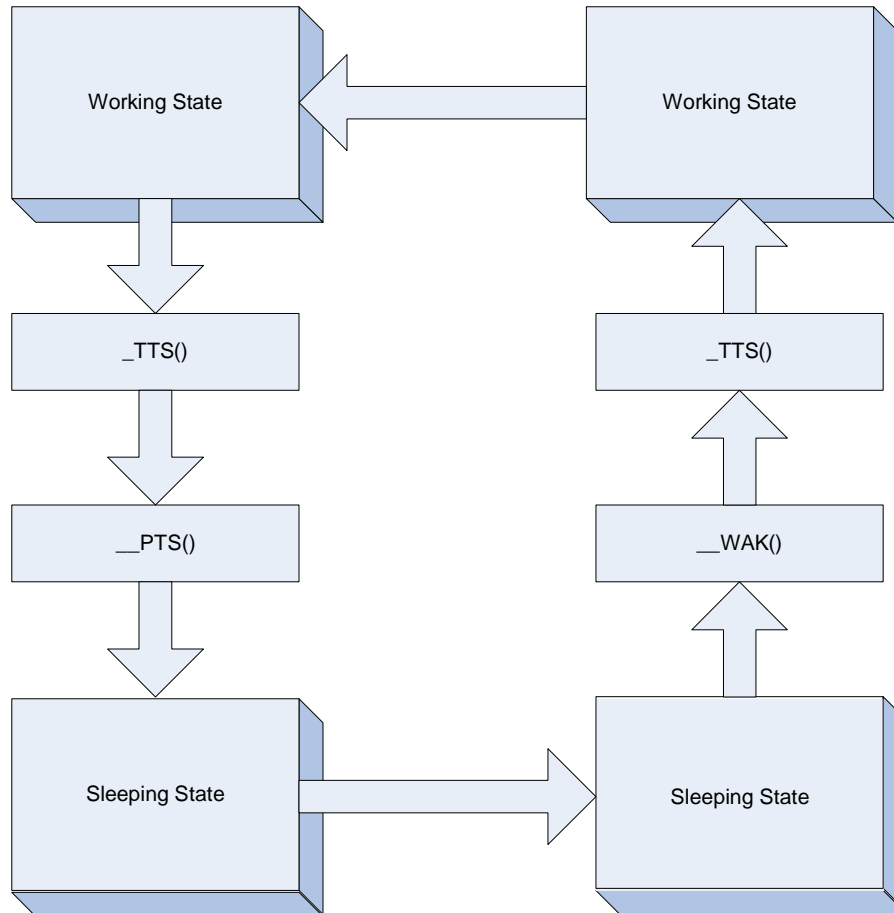 Working State
Working State
_TTS()
_TTS()
__PTS()
__WAK()
Sleeping State
Sleeping State